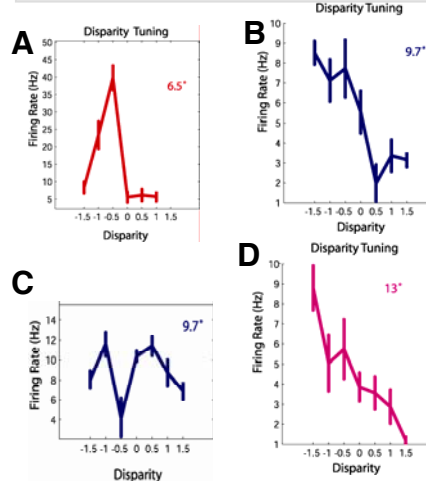 A
Disparity Tuning
6.5°
Firing Rate (Hz)
50
45
40
35
30
25
20
15
10
5
-1.5 -1 -0.5 0 0.5 1 1.5
Disparity
Disparity Tuning
B
9.7°
Firing Rate (Hz)
10
9
8
7
6
5
4
3
2
1
-1.5 -1 -0.5 0 0.5 1 1.5
Disparity
C
9.7°
Firing Rate (Hz)
14
12
10
8
6
4
-1.5 -1 -0.5 0 0.5 1 1.5
Disparity
Disparity Tuning
D
13°
Firing Rate (Hz)
10
9
8
7
6
5
4
3
2
1
-1.5 -1 -0.5 0 0.5 1 1.5
Disparity